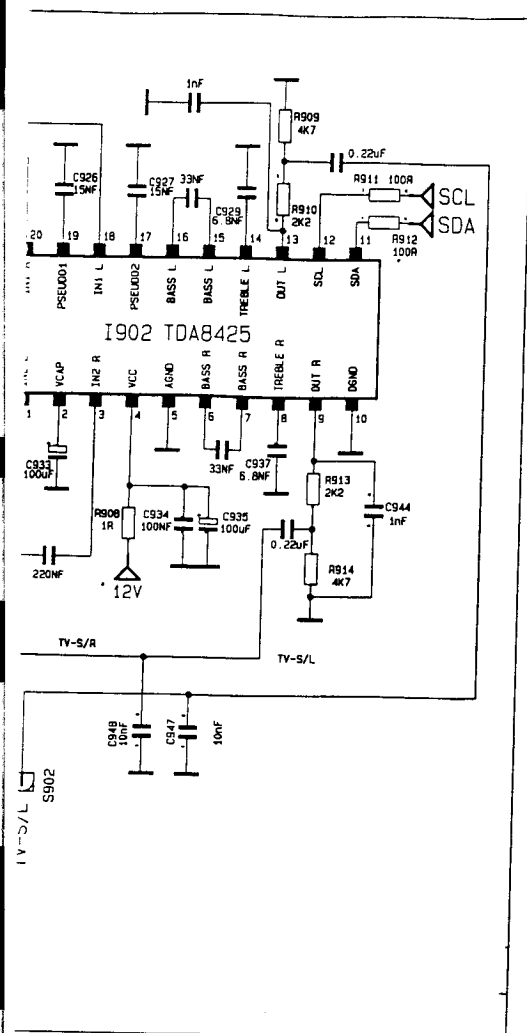 1nF
R909
4K7
0.22uF
C926
15NF
C927
15NF
33NF
C929
6.8NF
R910
2K2
R911 100R
SCL
SDA
R912
100R
20 19 18 17 16 15 14 13 12 11
IN1 R
PSEUDO1
IN1 L
PSEUDO2
BASS L
BASS L
TREBLE L
OUT L
SCL
SDA
I902 TDA8425
VCAP
IN2 R
VCC
AGND
BASS R
BASS R
TREBLE R
OUT R
DGND
1 2 3 4 5 6 7 8 9 10
C933
100uF
33NF
C937
6.8NF
R913
2K2
C944
1nF
R908
1R
C934
100NF
C935
100uF
0.22uF
R914
4K7
220NF
12V
TV-S/R
TV-S/L
C948
10nF
C947
10nF
S902
TV-S/L